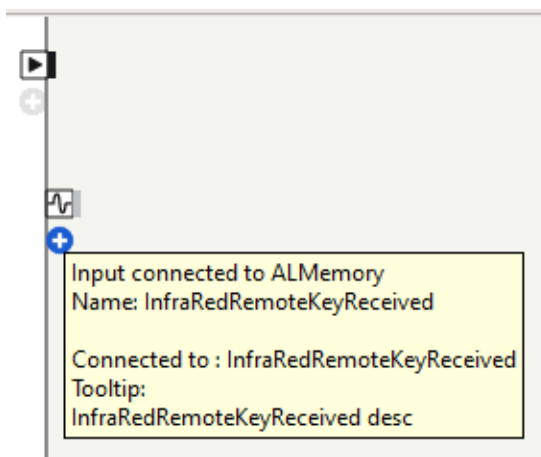 Input connected to ALMemory
Name: InfraRedRemoteKeyReceived
Connected to : InfraRedRemoteKeyReceived
Tooltip:
InfraRedRemoteKeyReceived desc